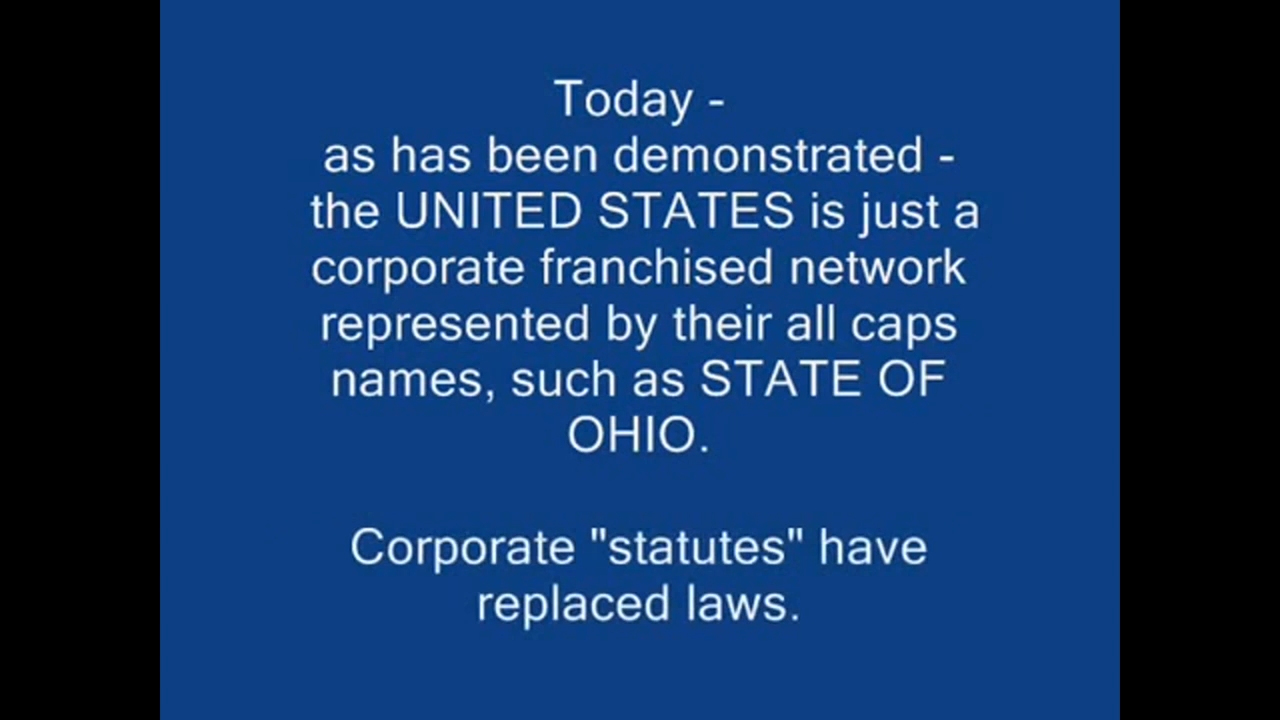 Today -
as has been demonstrated -
the UNITED STATES is just a
corporate franchised network
represented by their all caps
names, such as STATE OF
OHIO.
Corporate "statutes" have
replaced laws.